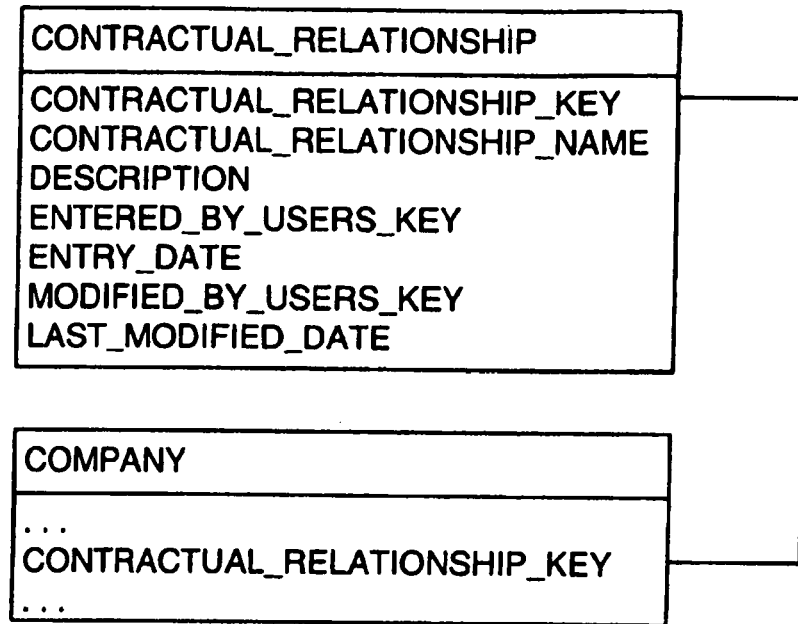 CONTRACTUAL_RELATIONSHIP
CONTRACTUAL_RELATIONSHIP_KEY
CONTRACTUAL_RELATIONSHIP_NAME
DESCRIPTION
ENTERED_BY_USERS_KEY
ENTRY_DATE
MODIFIED_BY_USERS_KEY
LAST_MODIFIED_DATE
COMPANY
...
CONTRACTUAL_RELATIONSHIP_KEY
...